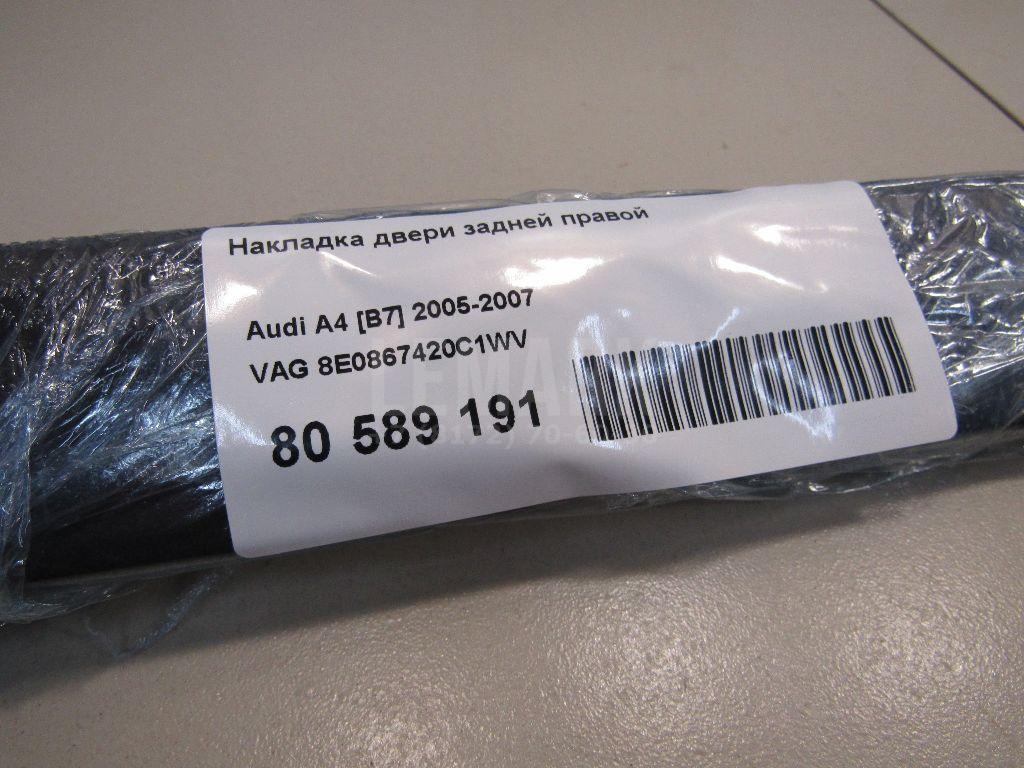 Накладка двери задней правой
Audi A4 [B7] 2005-2007
VAG 8E0867420C1WV
80 589 191